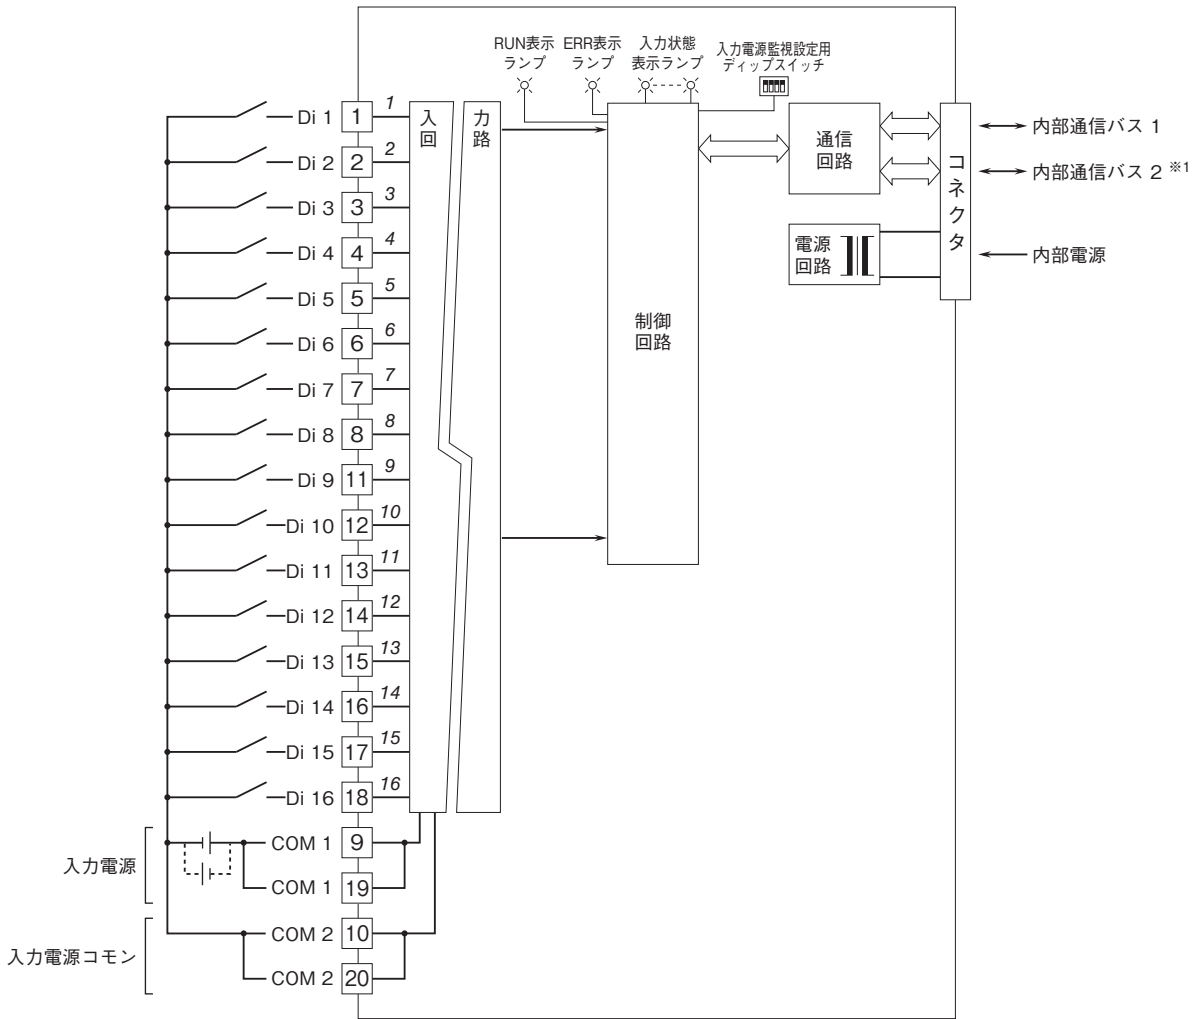 RUN表示
ランプ
ERR表示
ランプ
入力状態
表示ランプ
入力電源監視設定用
ディップスイッチ
Di 1 1 1
Di 2 2 2
Di 3 3 3
Di 4 4 4
Di 5 5 5
Di 6 6 6
Di 7 7 7
Di 8 8 8
Di 9 11 9
Di 10 12 10
Di 11 13 11
Di 12 14 12
Di 13 15 13
Di 14 16 14
Di 15 17 15
Di 16 18 16
COM 1 9
COM 1 19
COM 2 10
COM 2 20
入力電源
入力電源コモン
入力
回路
制御
回路
通信
回路
電源
回路
コネクタ
内部通信バス 1
内部通信バス 2 ※1
内部電源